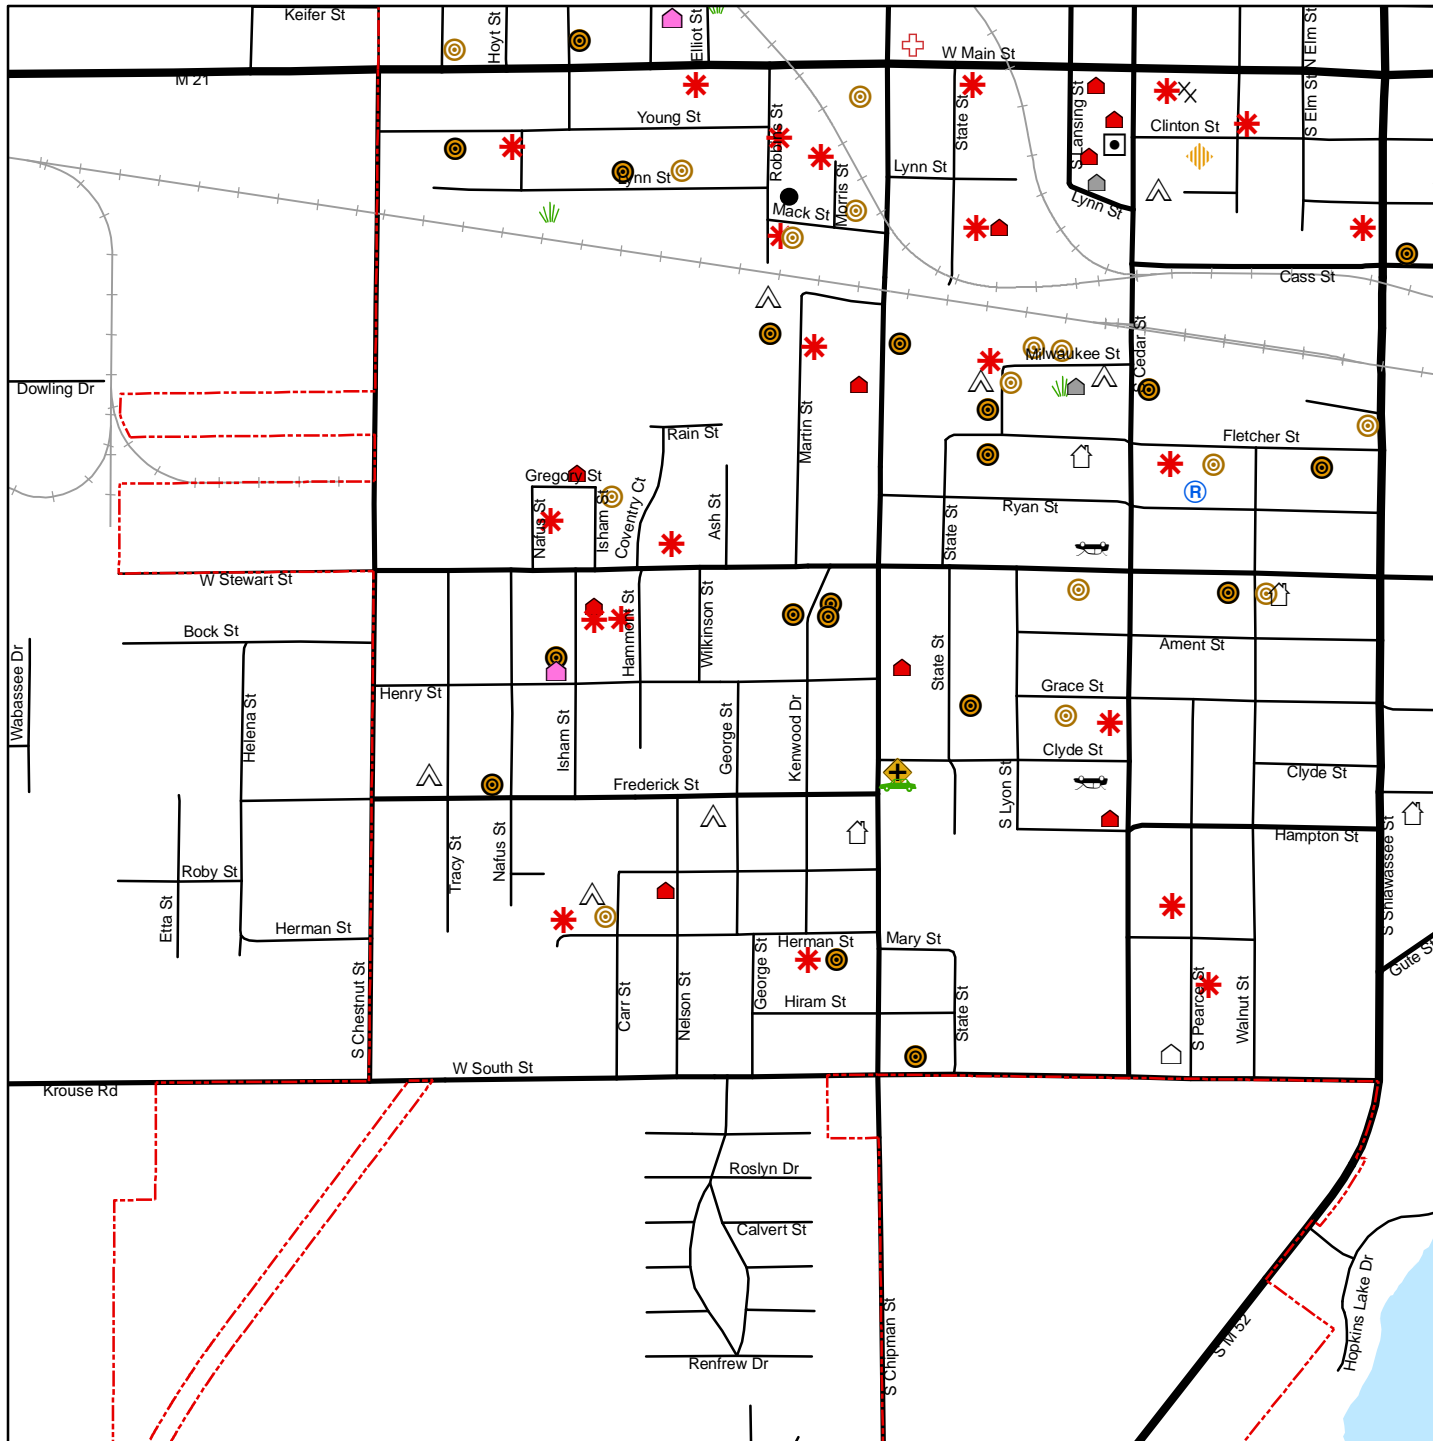 Keifer St
Hoyt St
Elliot St
W Main St
N Elm St
M 21
Young St
Robbins St
State St
S Lansing St
Clinton St
S Elm St
Lynn St
Lynn St
Morris St
Mack St
Lynn St
Cass St
S Cedar St
Milwaukee St
Dowling Dr
Martin St
Rain St
Fletcher St
Gregory St
Nafus St
Isham St
Coventry Ct
Ash St
State St
Ryan St
W Stewart St
Bock St
Hammont St
Wilkinson St
State St
Ament St
Wabassee Dr
Helena St
Henry St
Isham St
George St
Kenwood Dr
Grace St
Clyde St
Clyde St
Frederick St
S Lyon St
Hampton St
S Shiawassee St
Tracy St
Nafus St
Roby St
Etta St
Herman St
Herman St
Mary St
Gute St
S Chestnut St
Carr St
Nelson St
George St
Hiram St
State St
S Pearce St
Walnut St
W South St
Krouse Rd
Roslyn Dr
Calvert St
Renfrew Dr
S Chipman St
S M 52
Hopkins Lake Dr
R